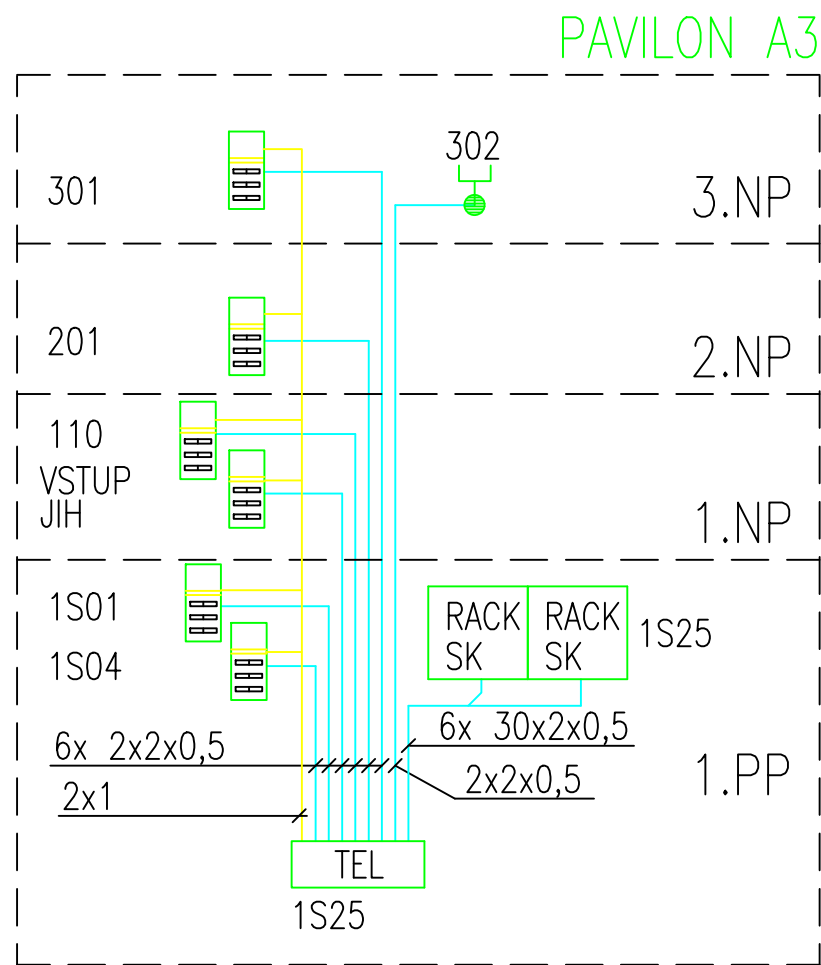 PAVILON A3
302
301
3.NP
201
2.NP
110
VSTUP
JIH
1.NP
1S01
RACK
SK
RACK
SK
1S25
1S04
6x 2x2x0,5
6x 30x2x0,5
2x2x0,5
1.PP
2x1
TEL
1S25